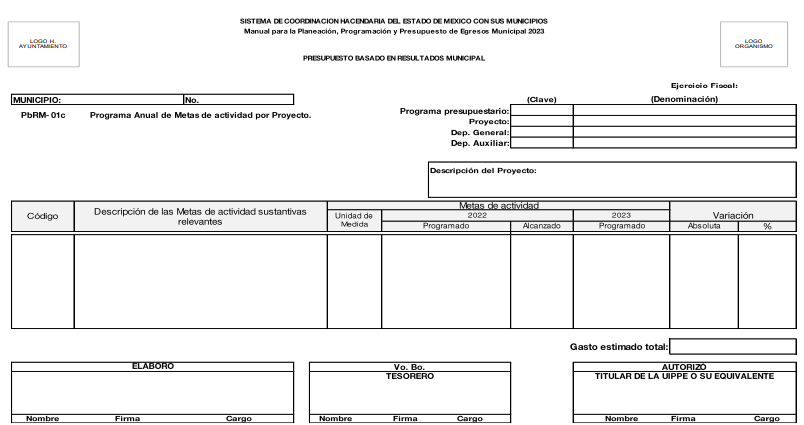 SISTEMA DE COORDINACION HACENDARIA DEL ESTADO DE MEXICO CON SUS MUNICIPIOS
Manual para la Planeación, Programación y Presupuesto de Egresos Municipal 2023
LOGO H.
AYUNTAMIENTO
LOGO
ORGANISMO
PRESUPUESTO BASADO EN RESULTADOS MUNICIPAL
Ejercicio Fiscal:
MUNICIPIO: No.
(Clave) (Denominación)
PbRM- 01c Programa Anual de Metas de actividad por Proyecto.
Programa presupuestario:
Proyecto:
Dep. General:
Dep. Auxiliar:
Descripción del Proyecto:
Código
Descripción de las Metas de actividad sustantivas
relevantes
Metas de actividad
Unidad de
Medida
2022 2023
Variación
Programado Alcanzado Programado Absoluta %
Gasto estimado total:
ELABORO Vo. Bo. AUTORIZÓ
TESORERO TITULAR DE LA UIPPE O SU EQUIVALENTE
Nombre Firma Cargo Nombre Firma Cargo Nombre Firma Cargo